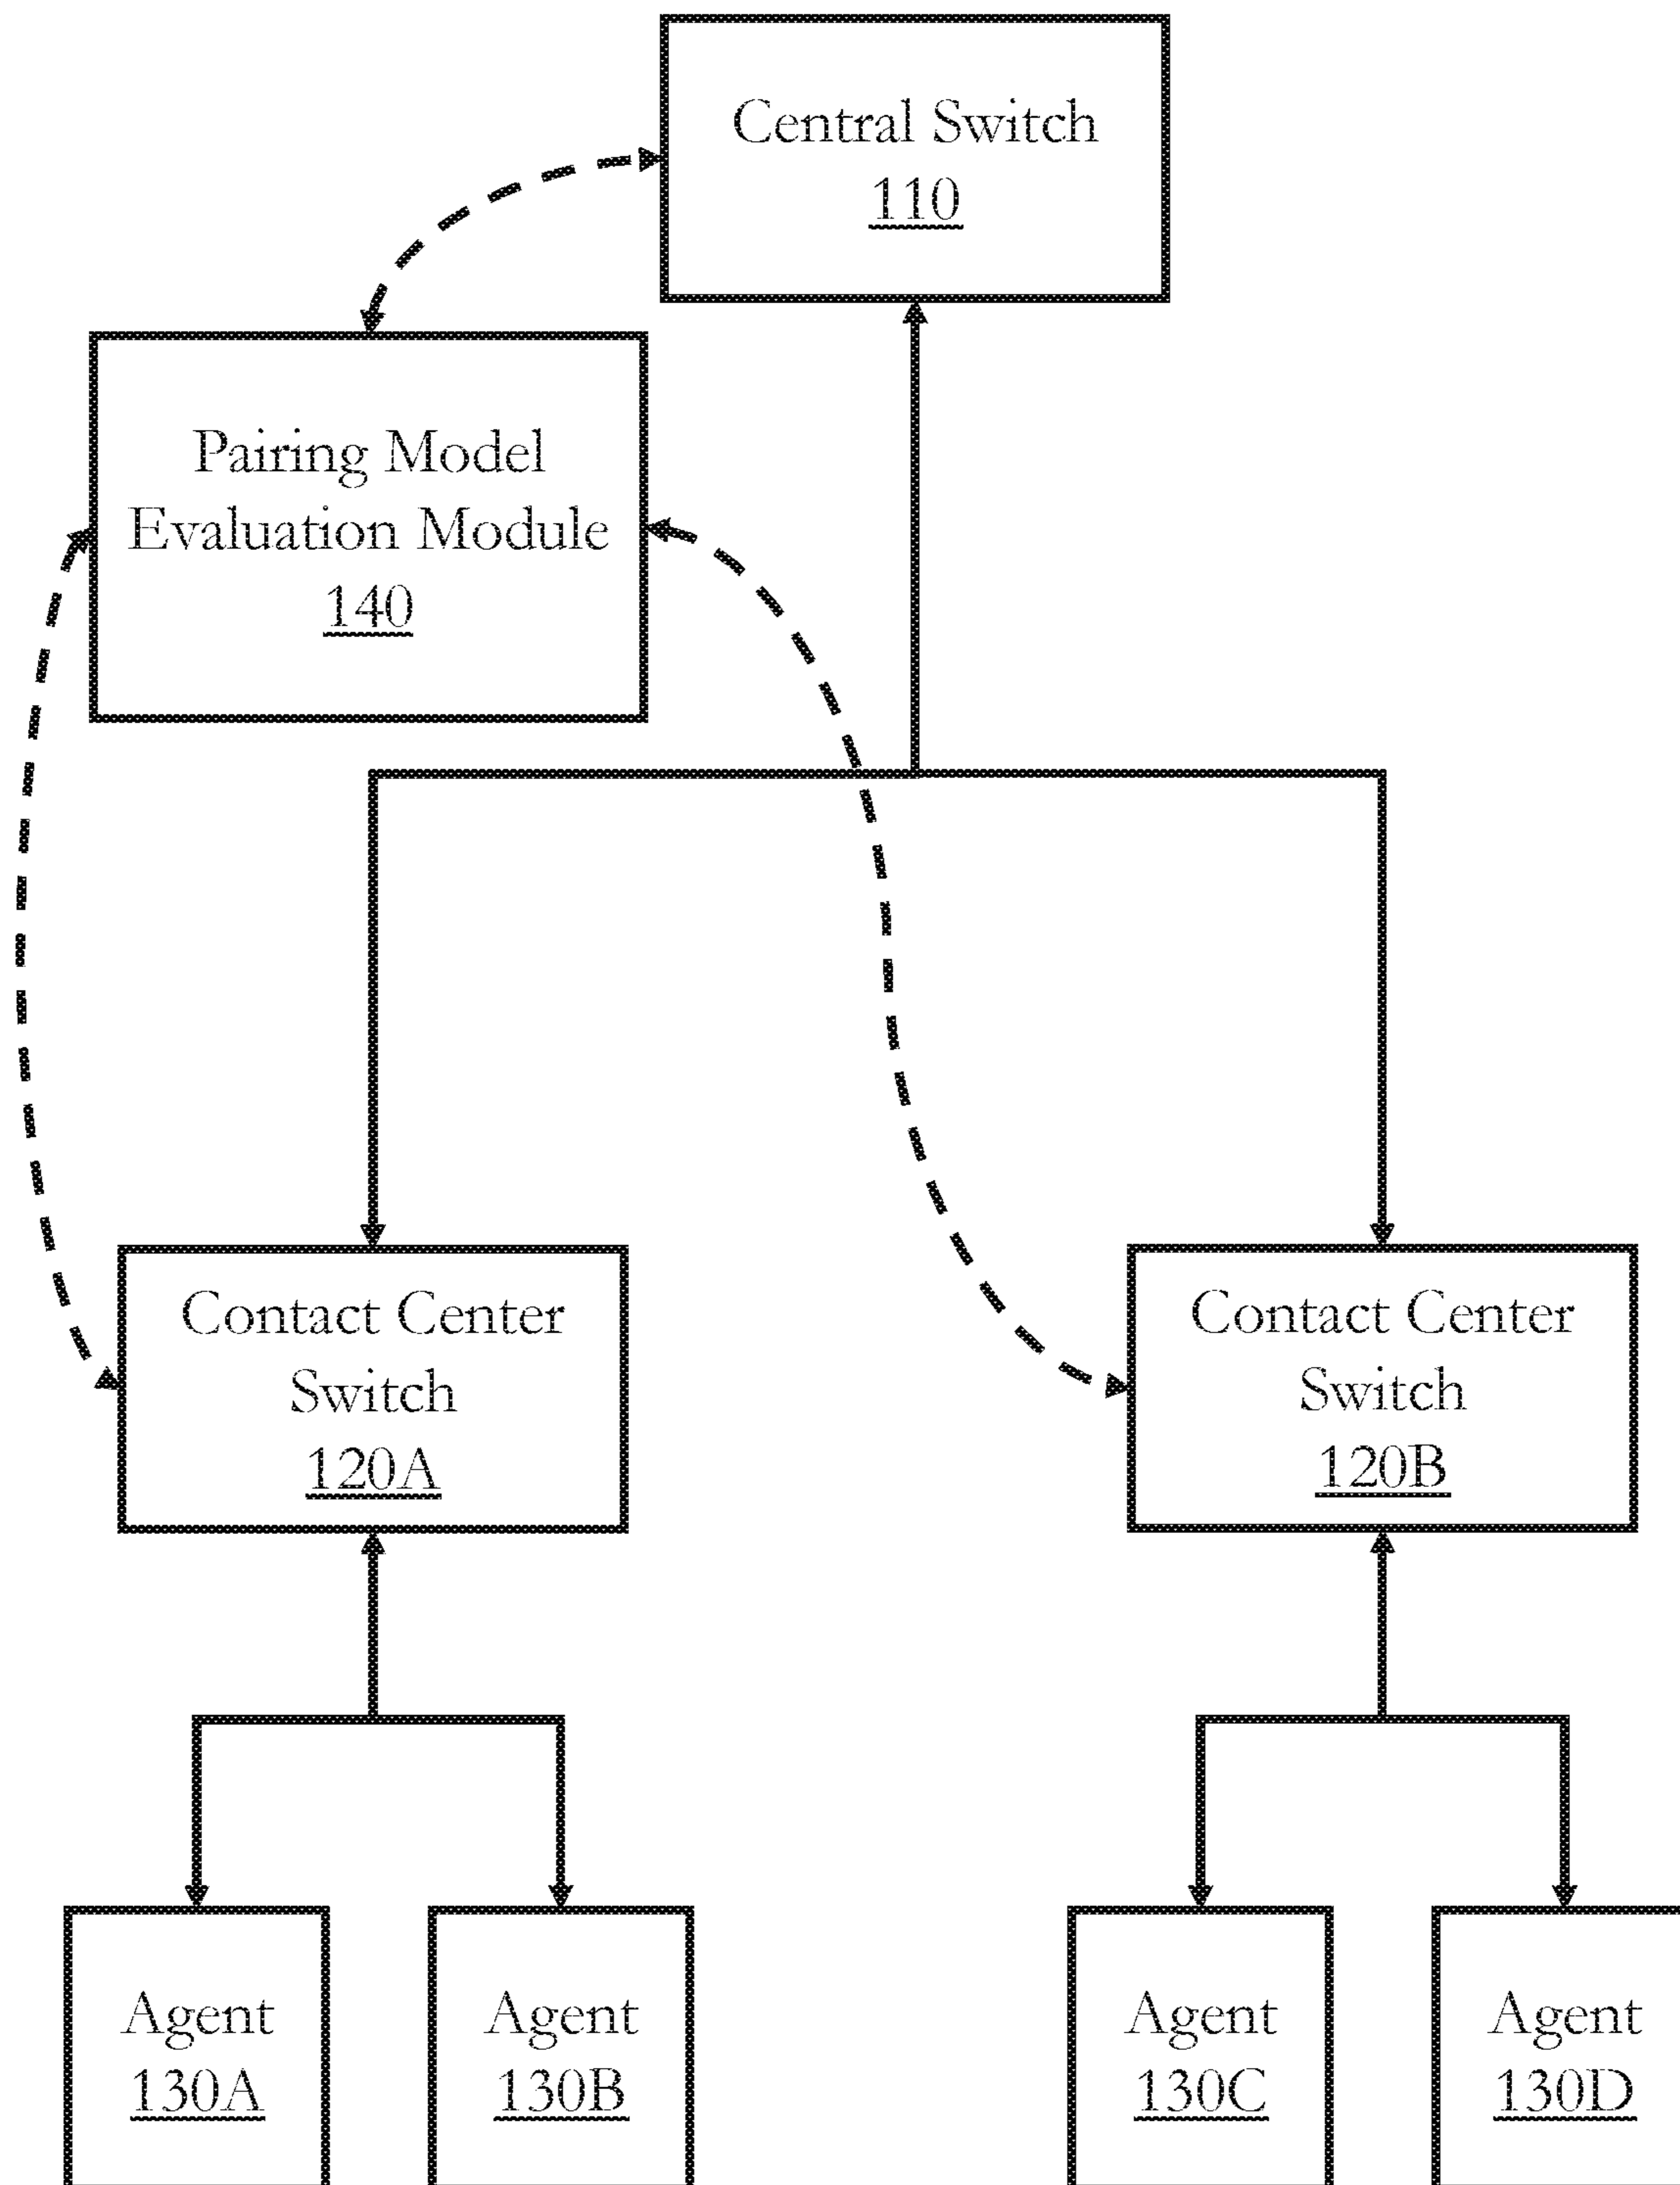 Central Switch
110
Pairing Model
Evaluation Module
140
Contact Center
Switch
120A
Contact Center
Switch
120B
Agent
130A
Agent
130B
Agent
130C
Agent
130D